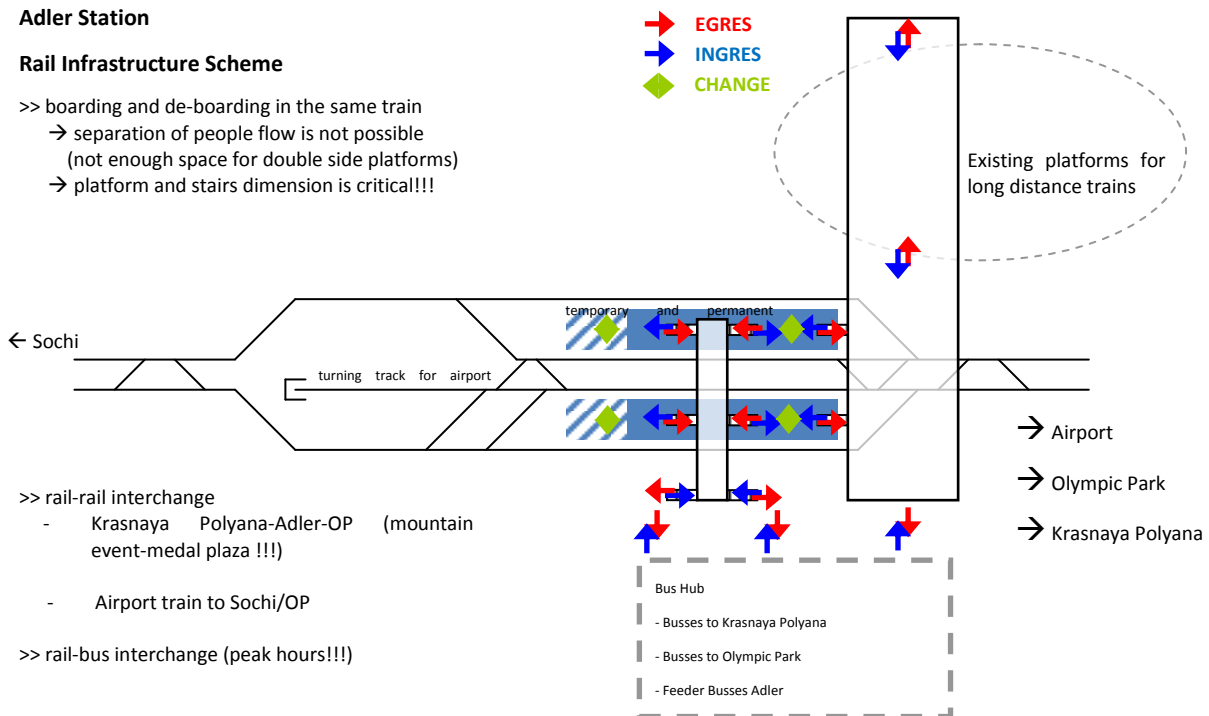 Adler Station
Rail Infrastructure Scheme
>> boarding and de-boarding in the same train
→ separation of people flow is not possible
(not enough space for double side platforms)
→ platform and stairs dimension is critical!!!
EGRES
INGRES
CHANGE
Existing platforms for
long distance trains
temporary and permanent
← Sochi
turning track for airport
→ Airport
→ Olympic Park
→ Krasnaya Polyana
>> rail-rail interchange
- Krasnaya Polyana-Adler-OP (mountain
event-medal plaza !!!)
- Airport train to Sochi/OP
>> rail-bus interchange (peak hours!!!)
Bus Hub
- Busses to Krasnaya Polyana
- Busses to Olympic Park
- Feeder Busses Adler